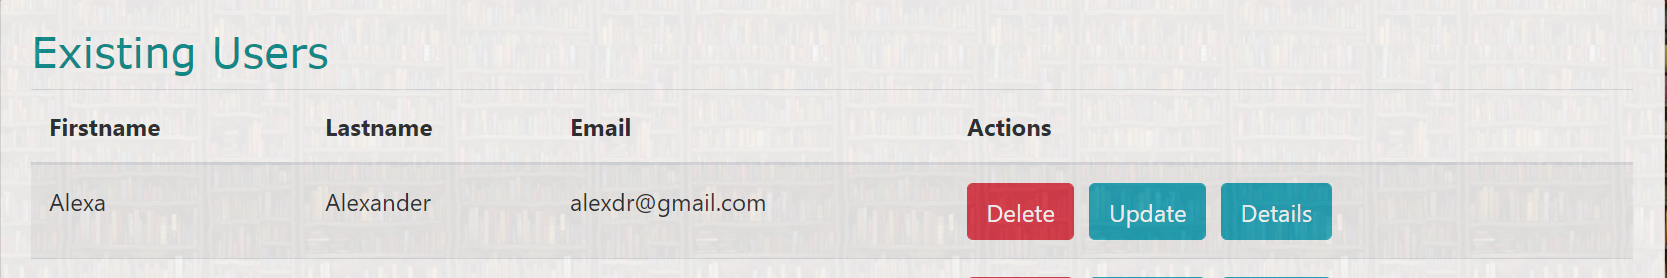 Existing Users
Firstname Lastname Email Actions
Alexa Alexander alexdr@gmail.com Delete Update Details